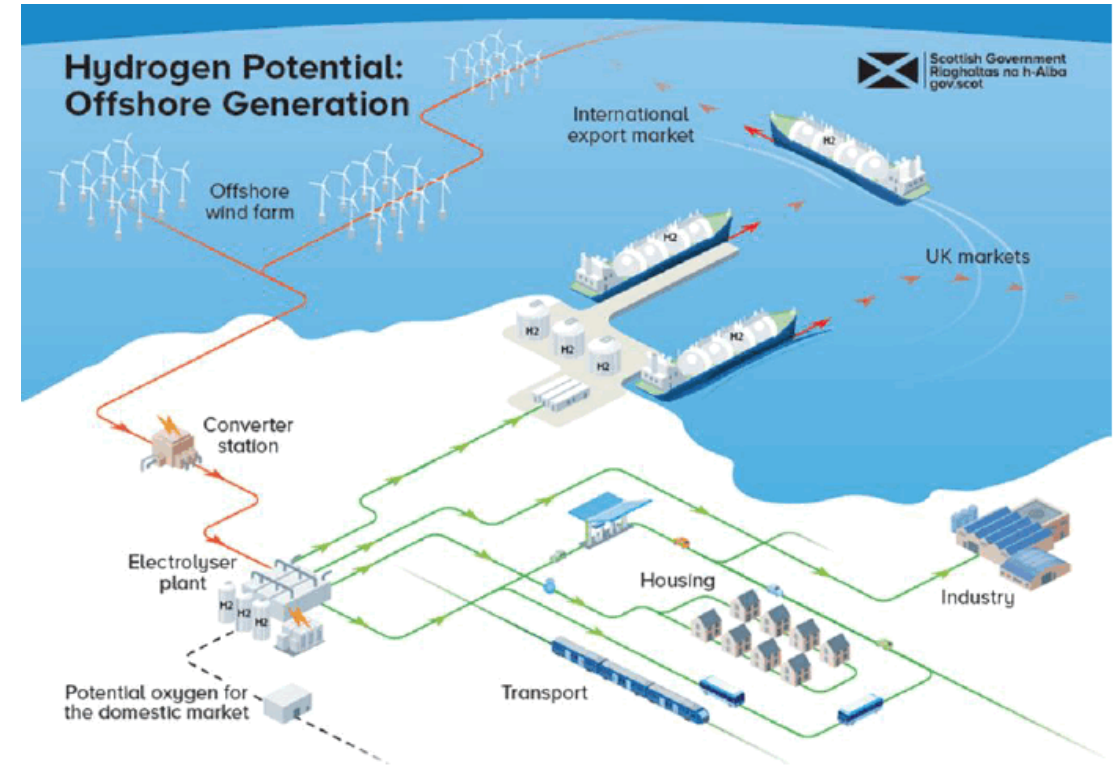 Hydrogen Potential:
Offshore Generation
Scottish Government
Riaghaltas na h-Alba
gov.scot
International
export market
H2
Offshore
wind farm
H2
UK markets
H2
H2
H2
H2
H2
Converter
station
Electrolyser
plant
H2
H2
H2
Housing
Industry
Potential oxygen for
the domestic market
Transport